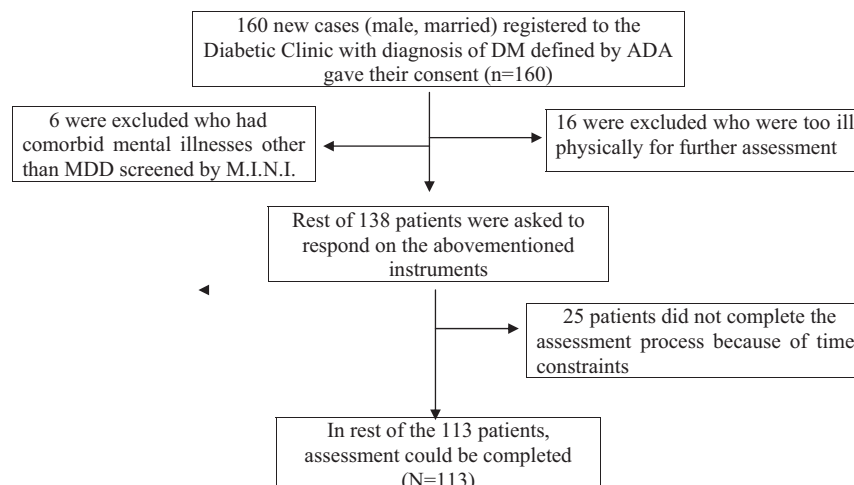 160 new cases (male, married) registered to the
Diabetic Clinic with diagnosis of DM defined by ADA
gave their consent (n=160)
6 were excluded who had
comorbid mental illnesses other
than MDD screened by M.I.N.I.
16 were excluded who were too ill
physically for further assessment
Rest of 138 patients were asked to
respond on the abovementioned
instruments
25 patients did not complete the
assessment process because of time
constraints
In rest of the 113 patients,
assessment could be completed
(N=113)